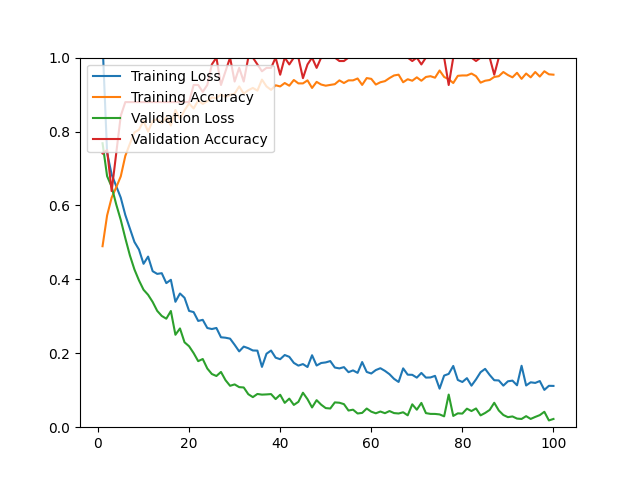 1.0
0.8
0.6
0.4
0.2
0.0
Training Loss
Training Accuracy
Validation Loss
Validation Accuracy
0 20 40 60 80 100